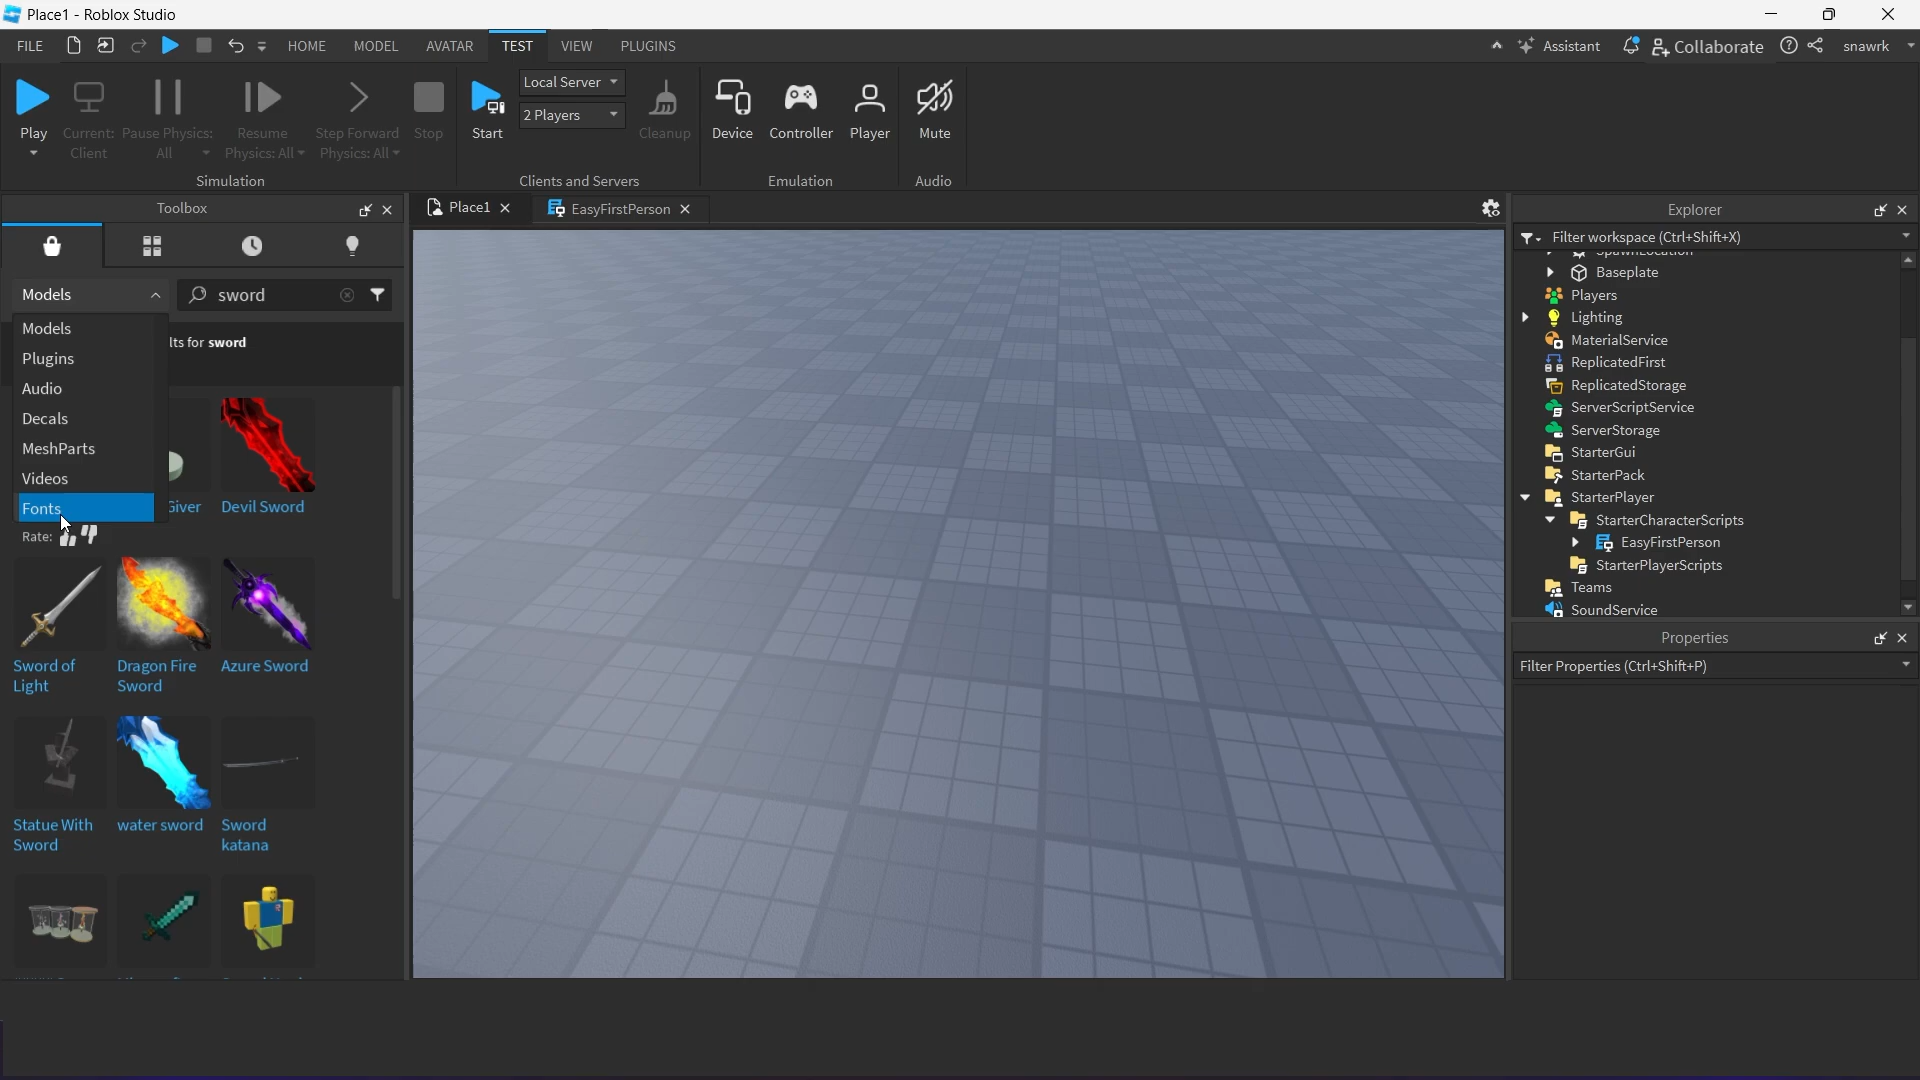 Place1 - Roblox Studio
FILE HOME MODEL AVATAR TEST VIEW PLUGINS Assistant Collaborate snawrk
Play
Current: Client
Pause Physics: All
Resume Physics: All
Step Forward Physics: All
Stop
Simulation
Start
Local Server
2 Players
Cleanup
Clients and Servers
Device
Controller
Player
Emulation
Mute
Audio
Toolbox
Models
sword
Models
Plugins
Audio
Decals
MeshParts
Videos
Fonts
lts for sword
Giver
Devil Sword
Rate:
Sword of Light
Dragon Fire Sword
Azure Sword
Statue With Sword
water sword
Sword katana
Place1
EasyFirstPerson
Explorer
Filter workspace (Ctrl+Shift+X)
Baseplate
Players
Lighting
MaterialService
ReplicatedFirst
ReplicatedStorage
ServerScriptService
ServerStorage
StarterGui
StarterPack
StarterPlayer
StarterCharacterScripts
EasyFirstPerson
StarterPlayerScripts
Teams
SoundService
Properties
Filter Properties (Ctrl+Shift+P)